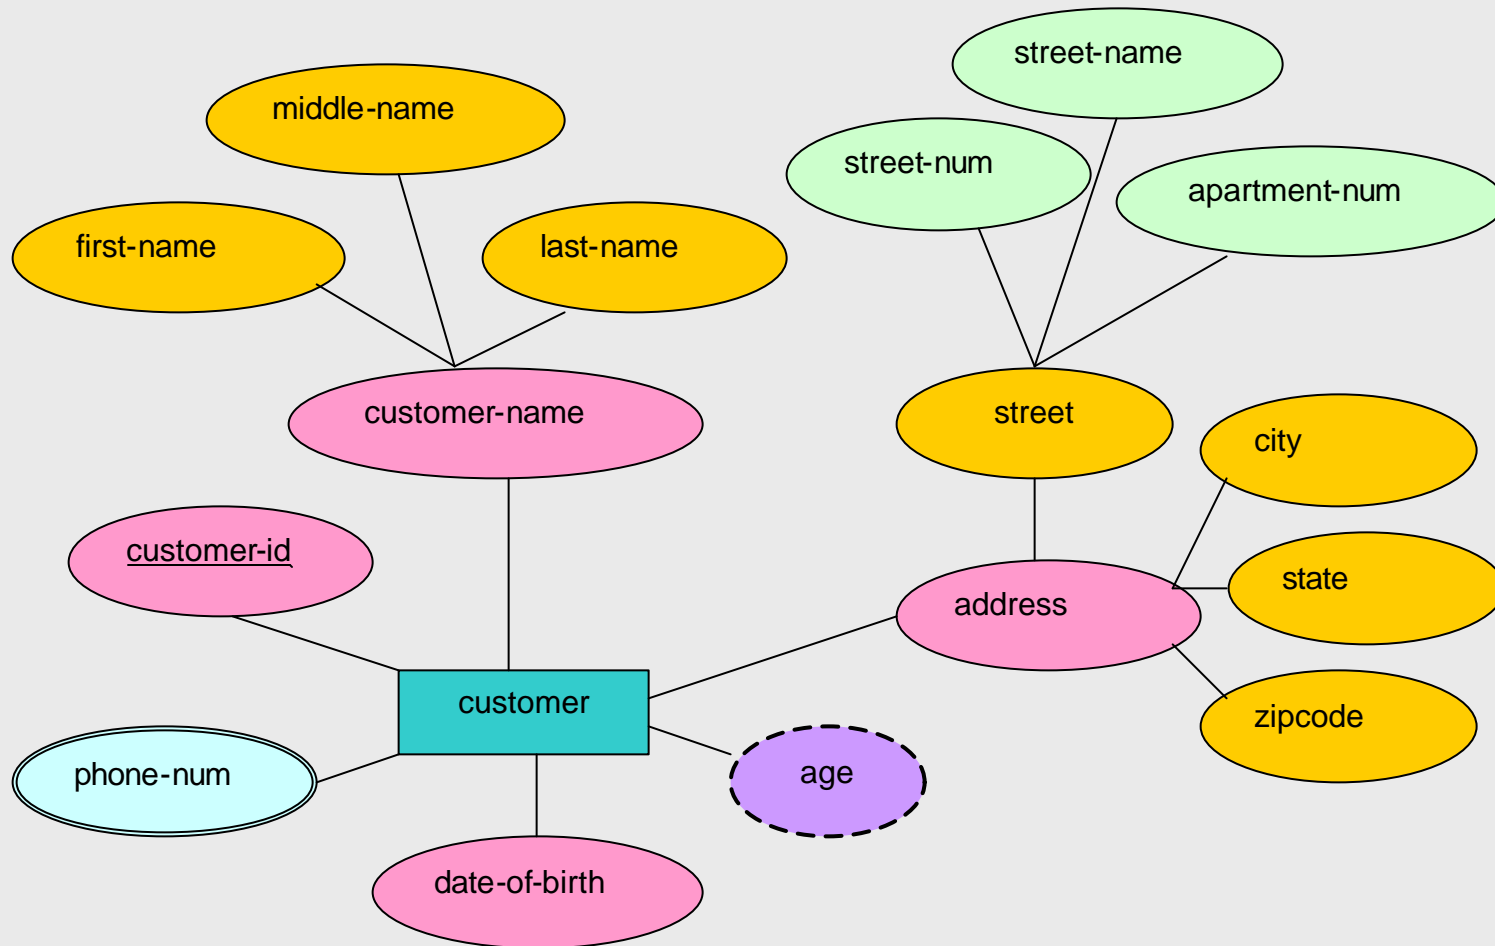 street-name
middle-name
street-num
apartment-num
first-name
last-name
customer-name
street
city
customer-id
state
address
customer
zipcode
phone-num
age
date-of-birth